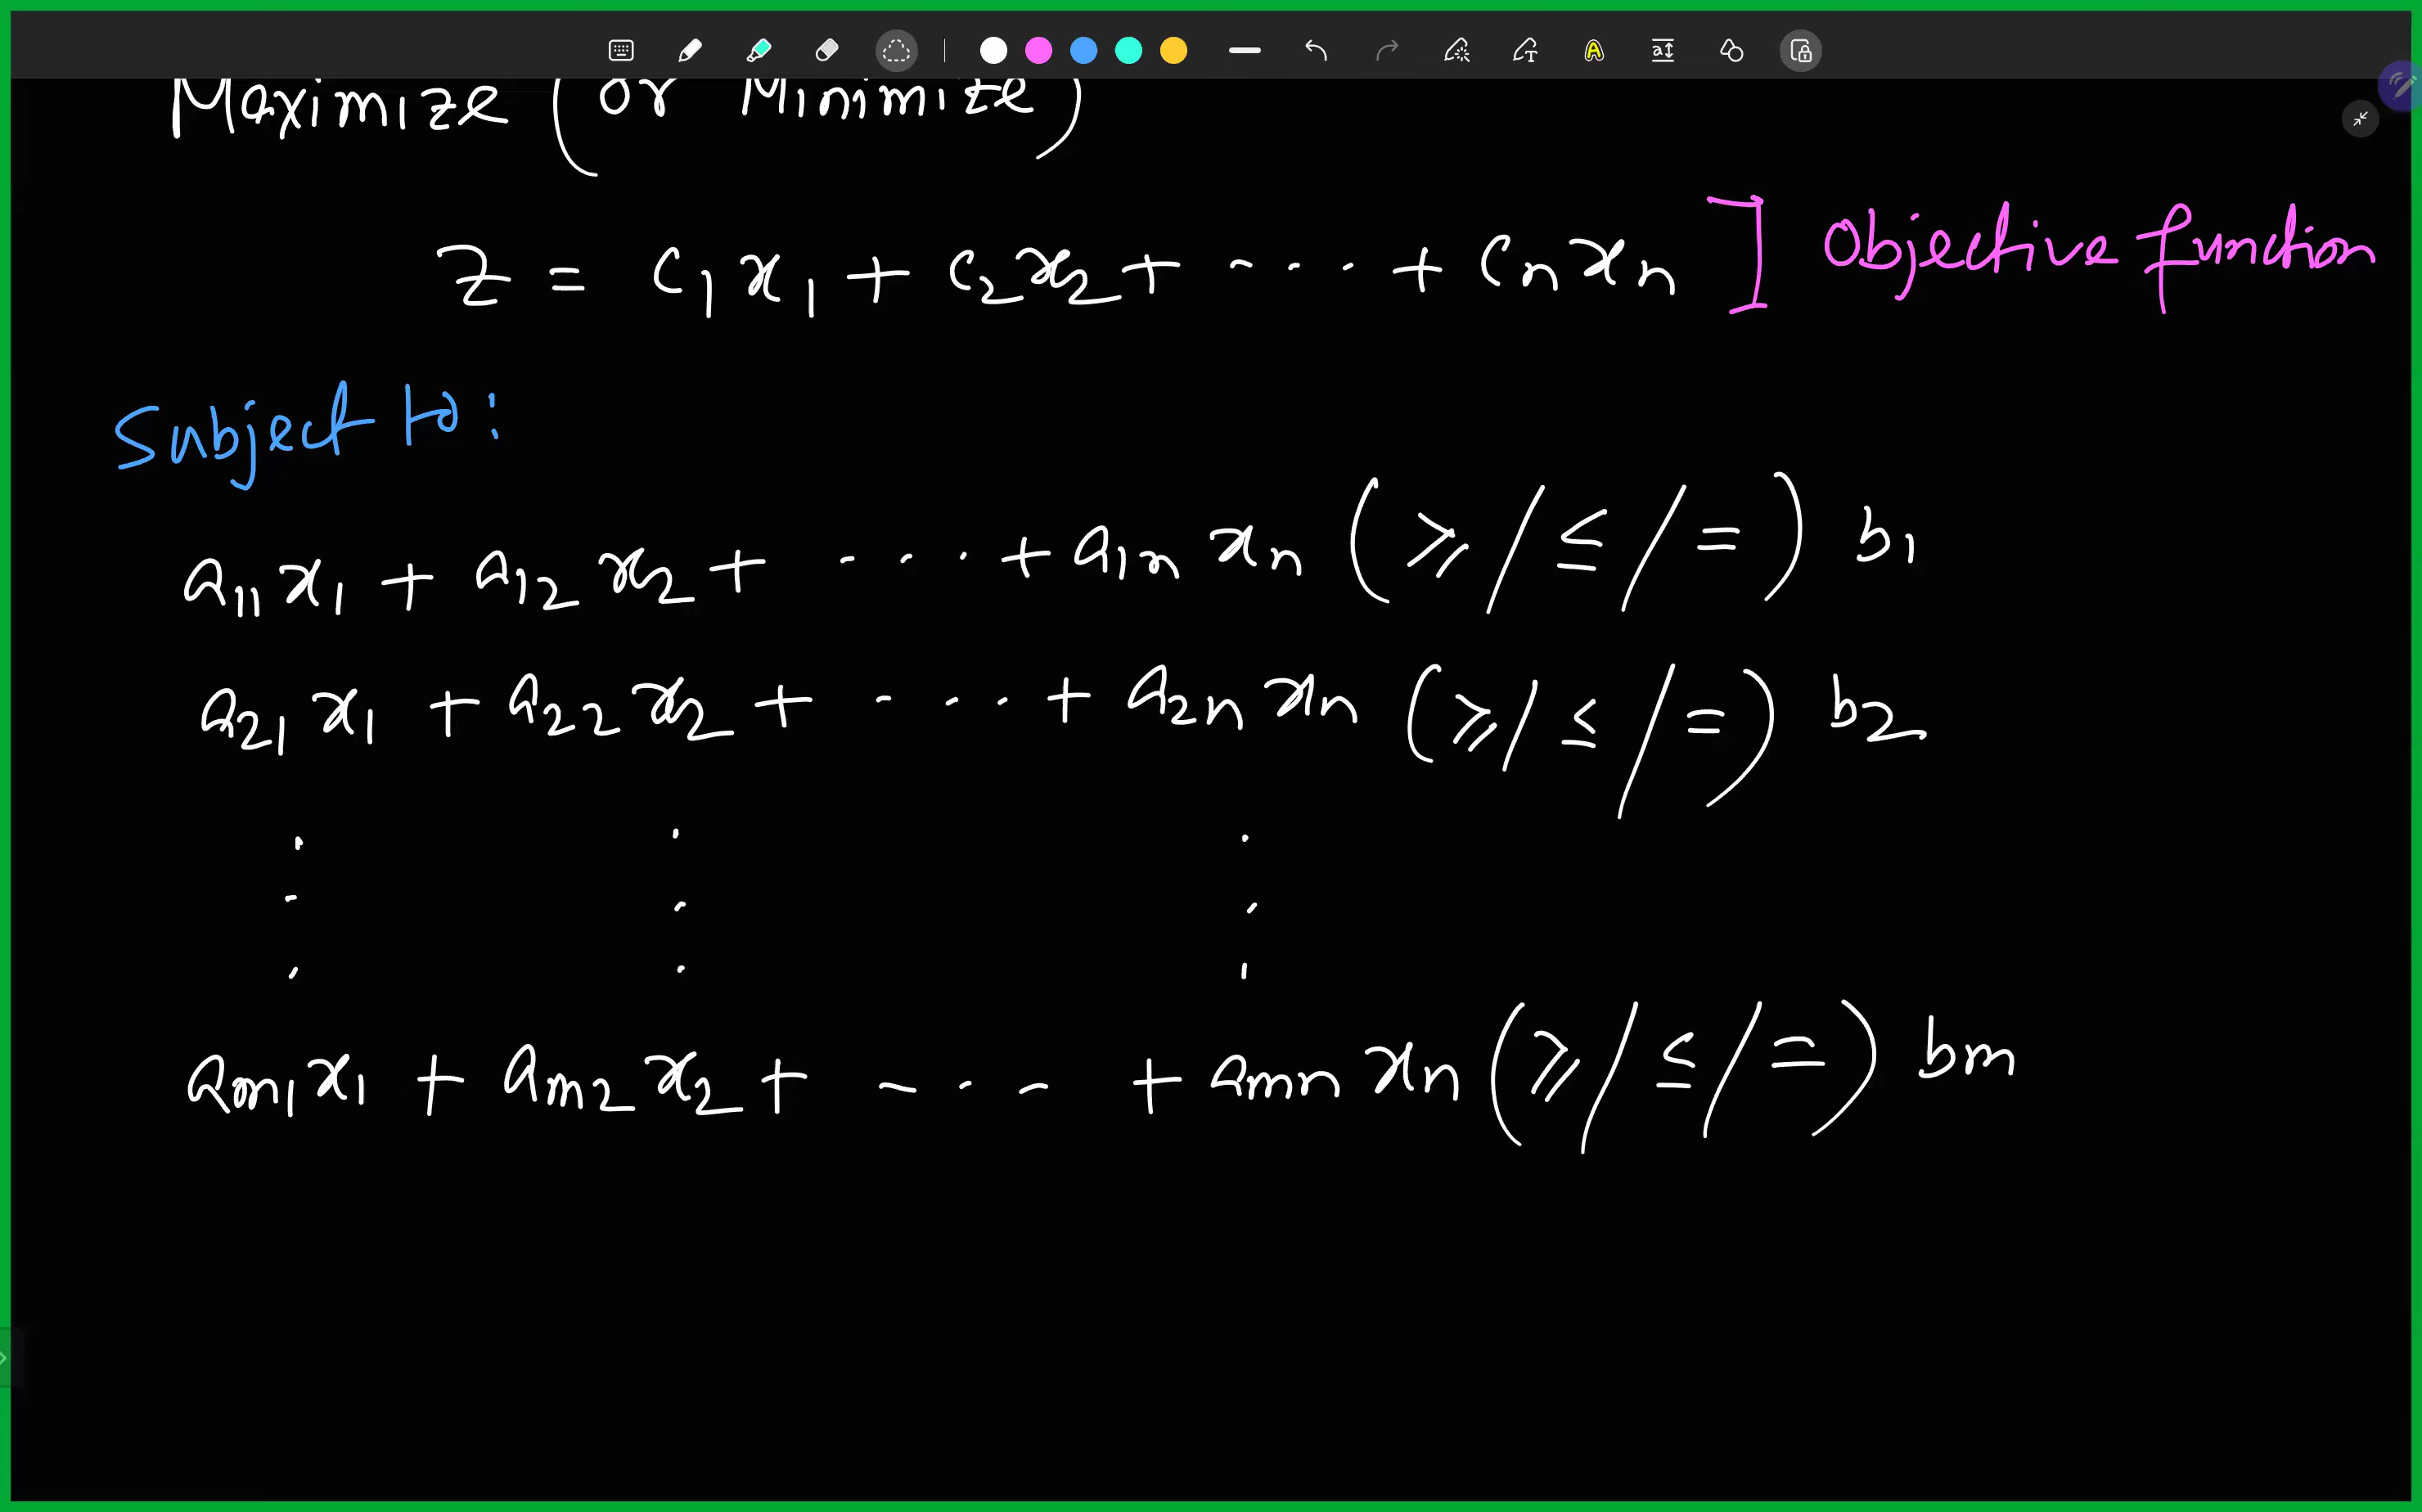 Maximize (or Minimize)
Z = c₁x₁ + c₂x₂ + ---- + cₙxₙ ] Objective function
Subject to:
a₁₁x₁ + a₁₂x₂ + ---- + a₁ₙxₙ (≥/≤/=) b₁
a₂₁x₁ + a₂₂x₂ + ---- + a₂ₙxₙ (≥/≤/=) b₂
. . .
. . .
. . .
aₘ₁x₁ + aₘ₂x₂ + ---- + aₘₙxₙ (≥/≤/=) bₘ